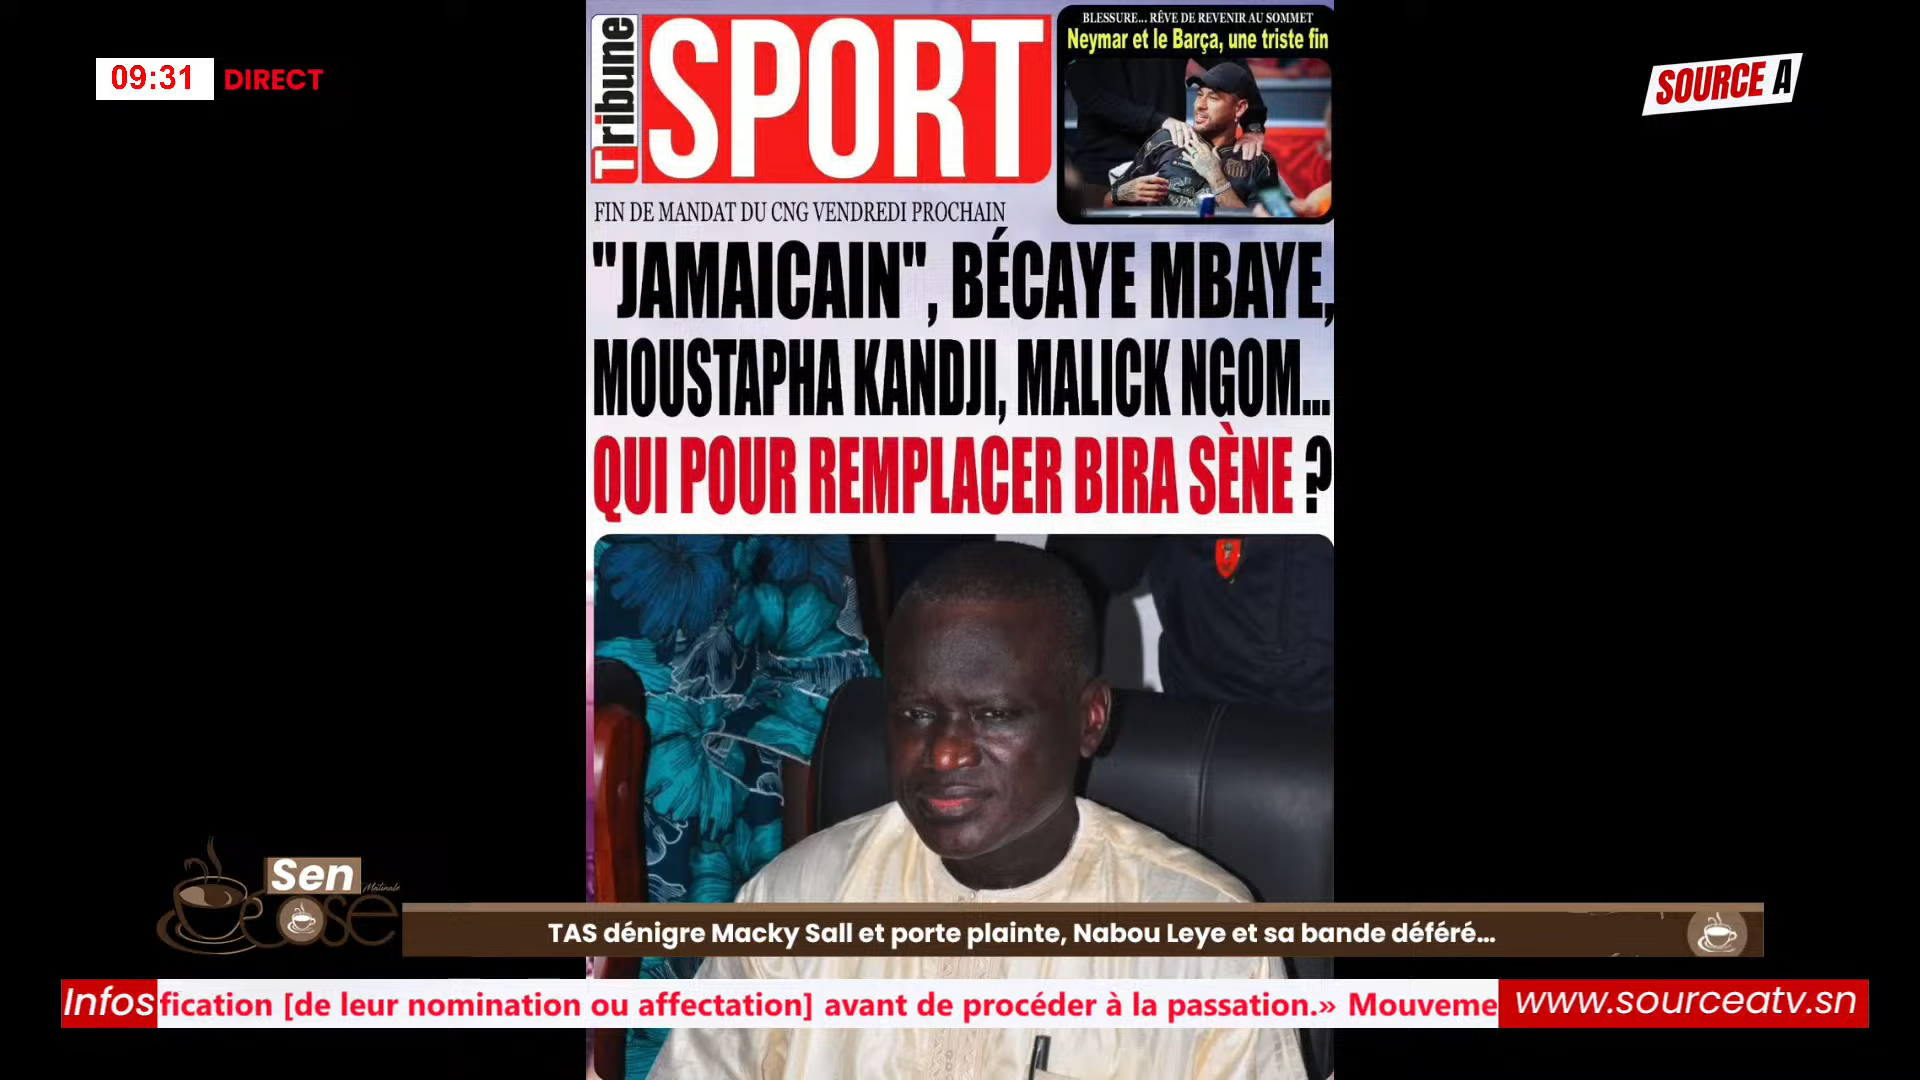 09:31 DIRECT
SOURCE A
Tribune
SPORT
BLESSURE... RÊVE DE REVENIR AU SOMMET
Neymar et le Barça, une triste fin
FIN DE MANDAT DU CNG VENDREDI PROCHAIN
"JAMAICAIN", BÉCAYE MBAYE,
MOUSTAPHA KANDJI, MALICK NGOM...
QUI POUR REMPLACER BIRA SÈNE ?
Sen
Matinale
TAS dénigre Macky Sall et porte plainte, Nabou Leye et sa bande déféré...
Infos
fication [de leur nomination ou affectation] avant de procéder à la passation.» Mouveme
www.sourceatv.sn